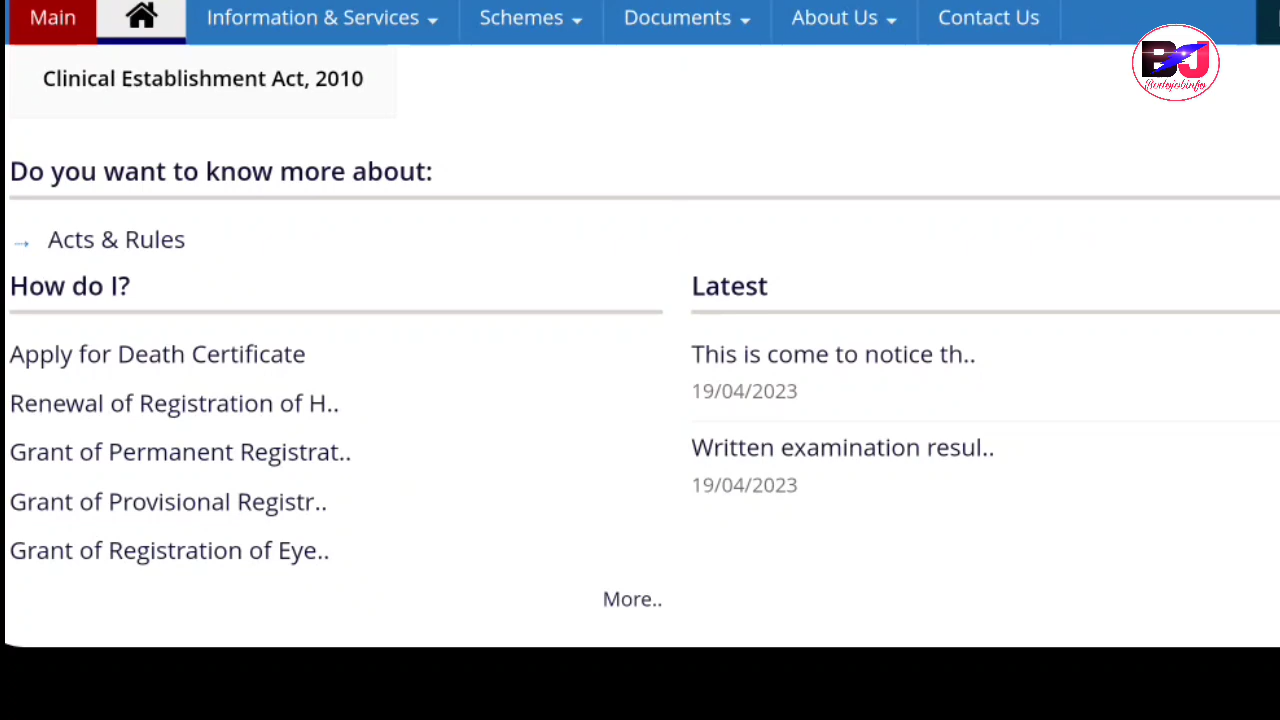 Main
Information & Services
Schemes
Documents
About Us
Contact Us
BJ
Bodojobinfo
Clinical Establishment Act, 2010
Do you want to know more about:
→ Acts & Rules
How do I?
Apply for Death Certificate
Renewal of Registration of H..
Grant of Permanent Registrat..
Grant of Provisional Registr..
Grant of Registration of Eye..
More..
Latest
This is come to notice th..
19/04/2023
Written examination resul..
19/04/2023